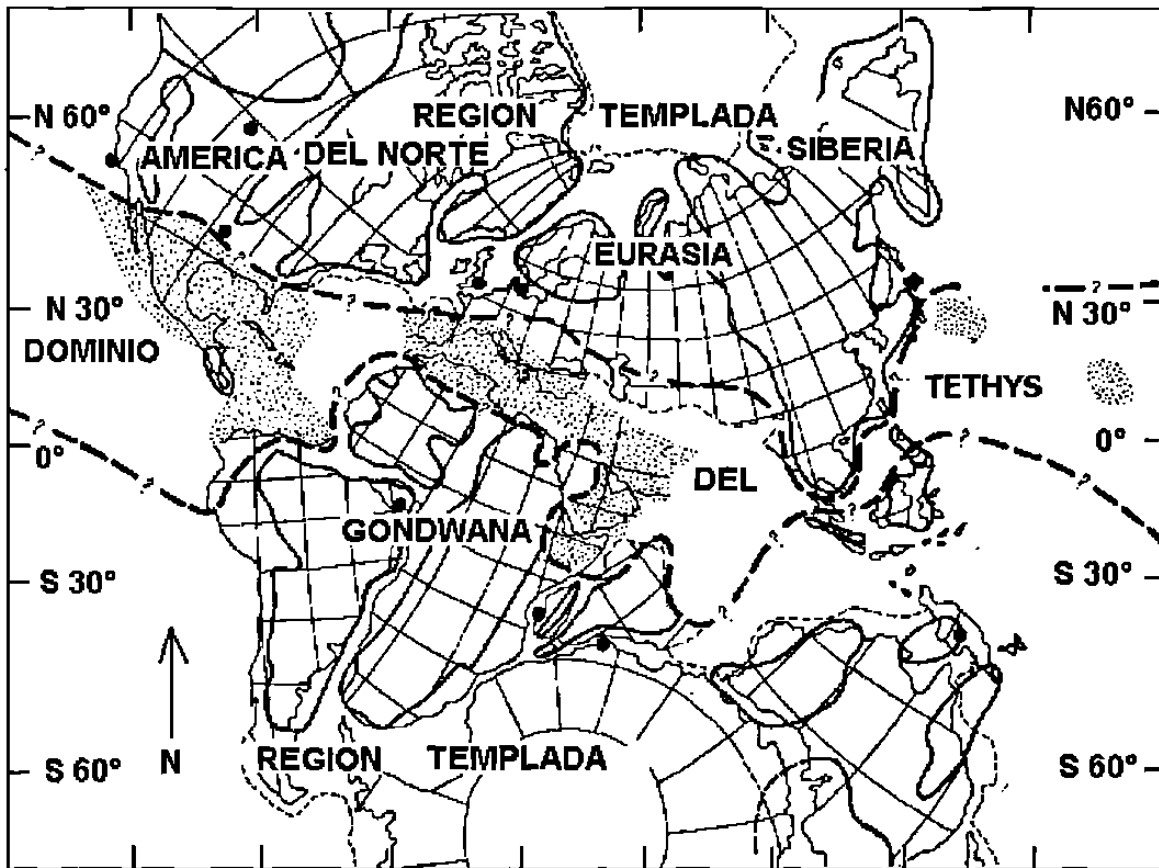 REGION TEMPLADA
N 60°
N60°
AMERICA DEL NORTE
SIBERIA
EURASIA
N 30°
N 30°
DOMINIO
TETHYS
0°
0°
DEL
GONDWANA
S 30°
S 30°
N
REGION TEMPLADA
S 60°
S 60°
?
?
?
?
?
?
?
?
?
?